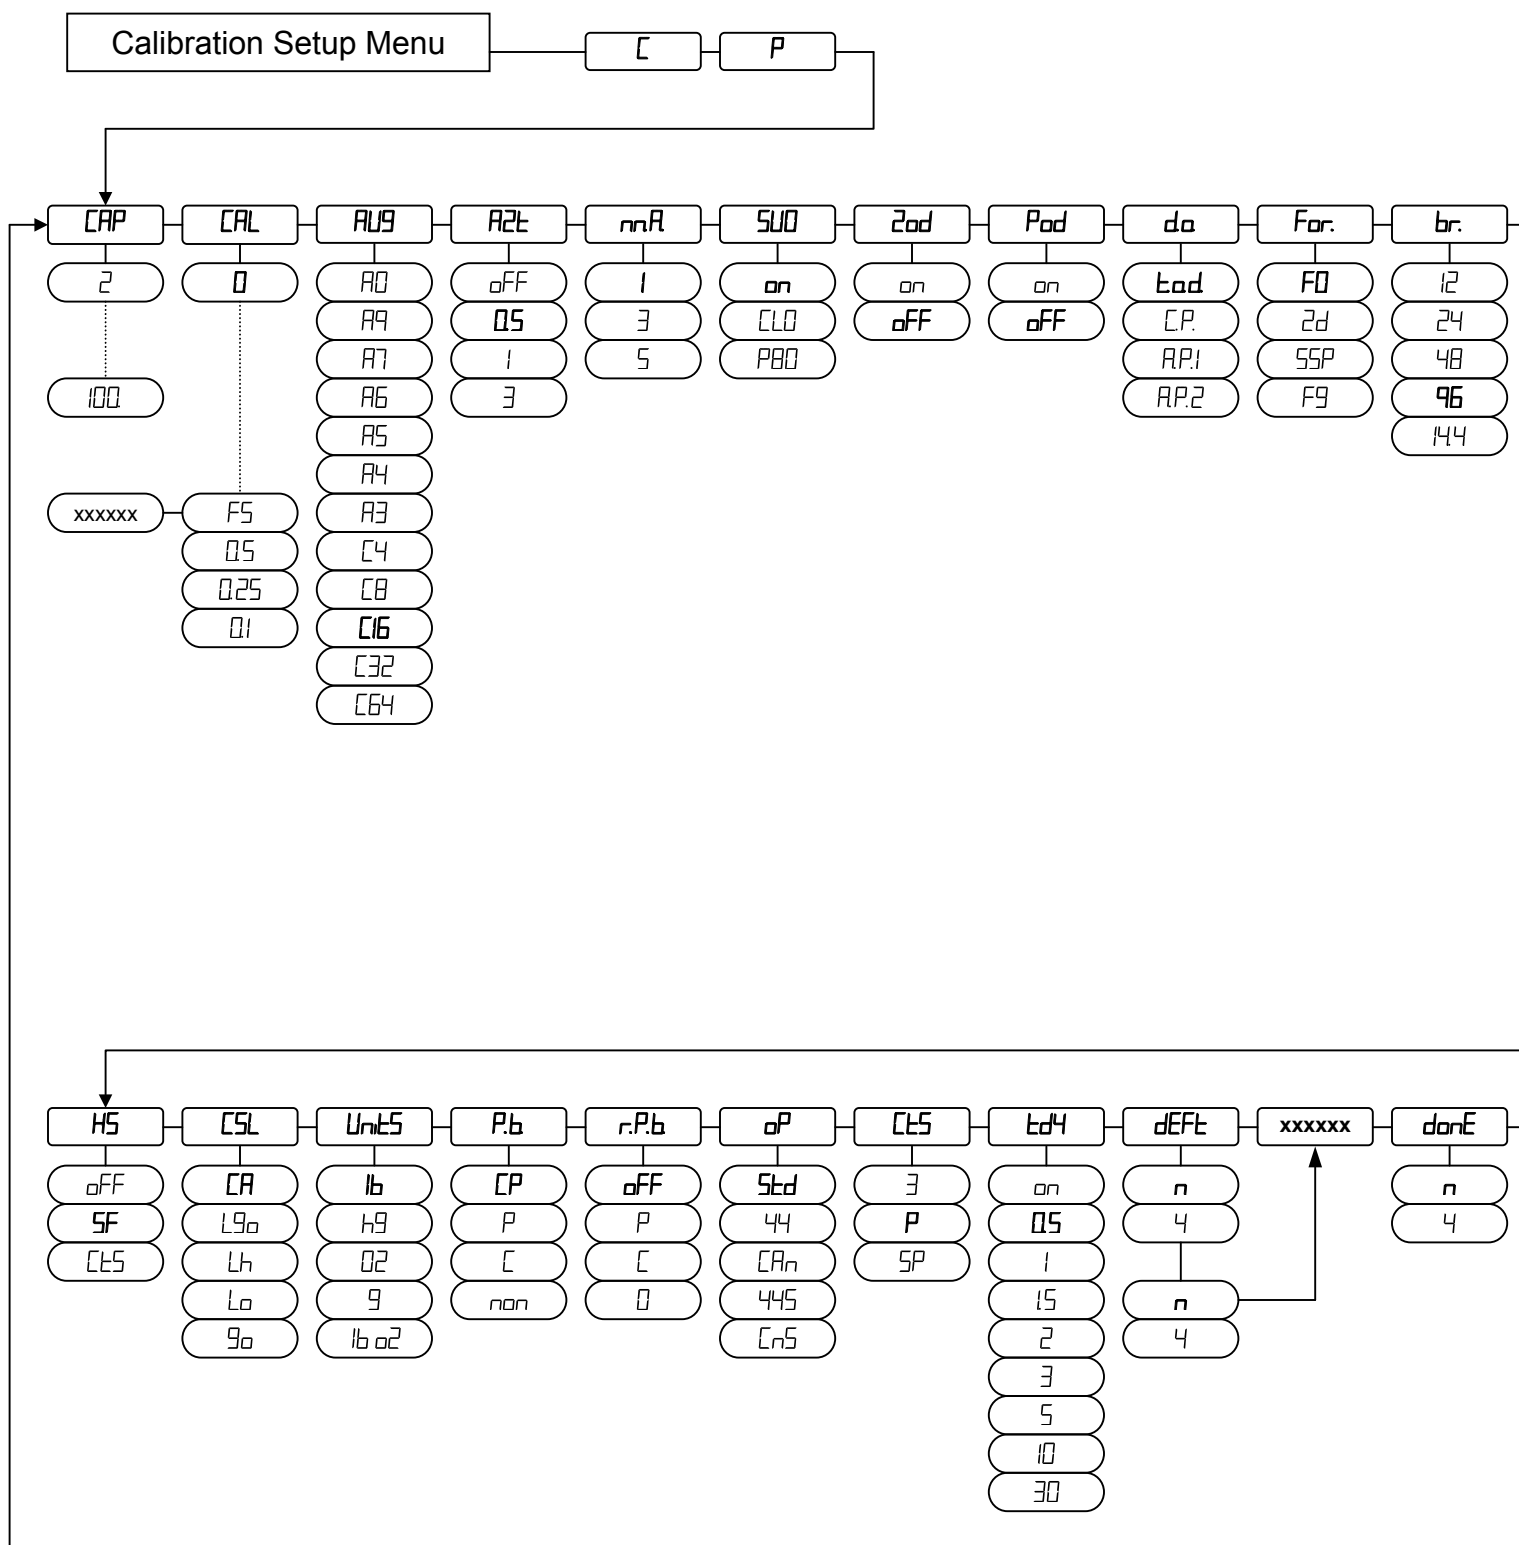 Calibration Setup Menu
C P
CAP CAL AVG A2t nn.A. SUO 2od Pod d.o. For. br.
2 0 A0 oFF 1 on on on t.o.d. F0 12
A9 0.5 3 CLO oFF oFF C.P. 2d 24
A7 1 5 P80 A.P.1 SSP 48
100. A6 3 A.P.2 F9 96
A5 14.4
A4
xxxxxx FS A3
0.5 C4
0.25 C8
0.1 C16
C32
C64
HS CSL UnitS P.b. r.P.b. oP CtS td4 dEFt xxxxxx donE
oFF CA lb CP oFF Std 3 on n n
SF L9o h9 02 P P 44 P 0.5 4 4
CtS Lh 02 C C CAn SP 1
Lo 9 non 0 445 1.5 n
9o lb o2 CnS 2 4
3
5
10
30